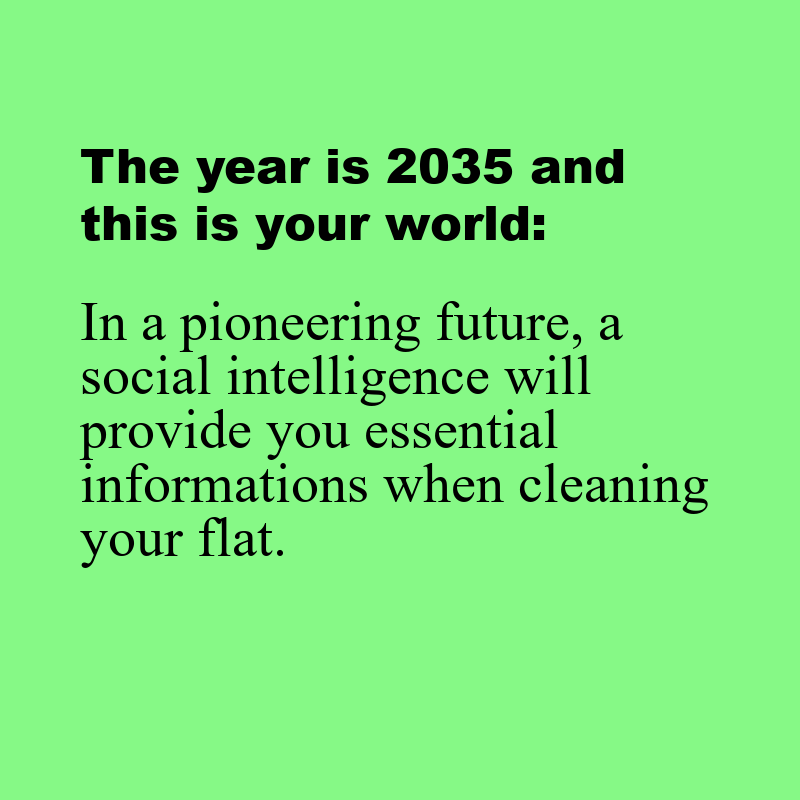 The year is 2035 and
this is your world:
In a pioneering future, a
social intelligence will
provide you essential
informations when cleaning
your flat.